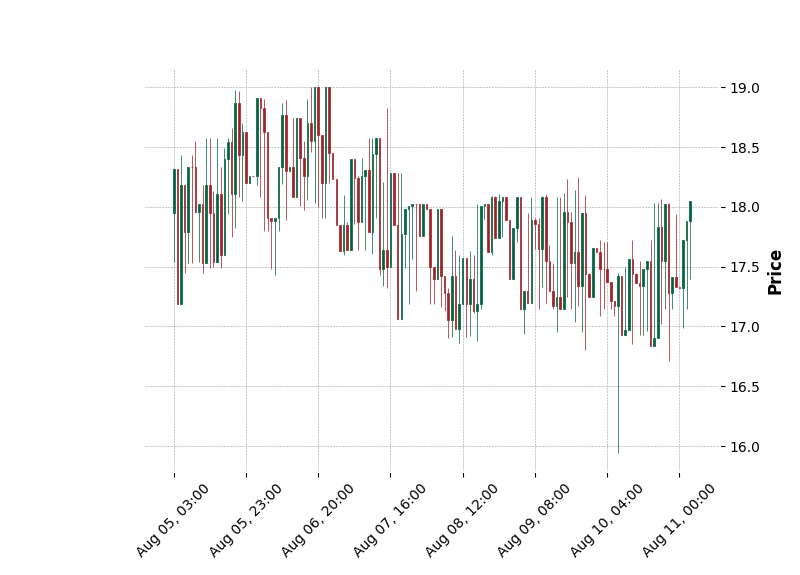 19.0
18.5
18.0
17.5
17.0
16.5
16.0
Price
Aug 05, 03:00
Aug 05, 23:00
Aug 06, 20:00
Aug 07, 16:00
Aug 08, 12:00
Aug 09, 08:00
Aug 10, 04:00
Aug 11, 00:00